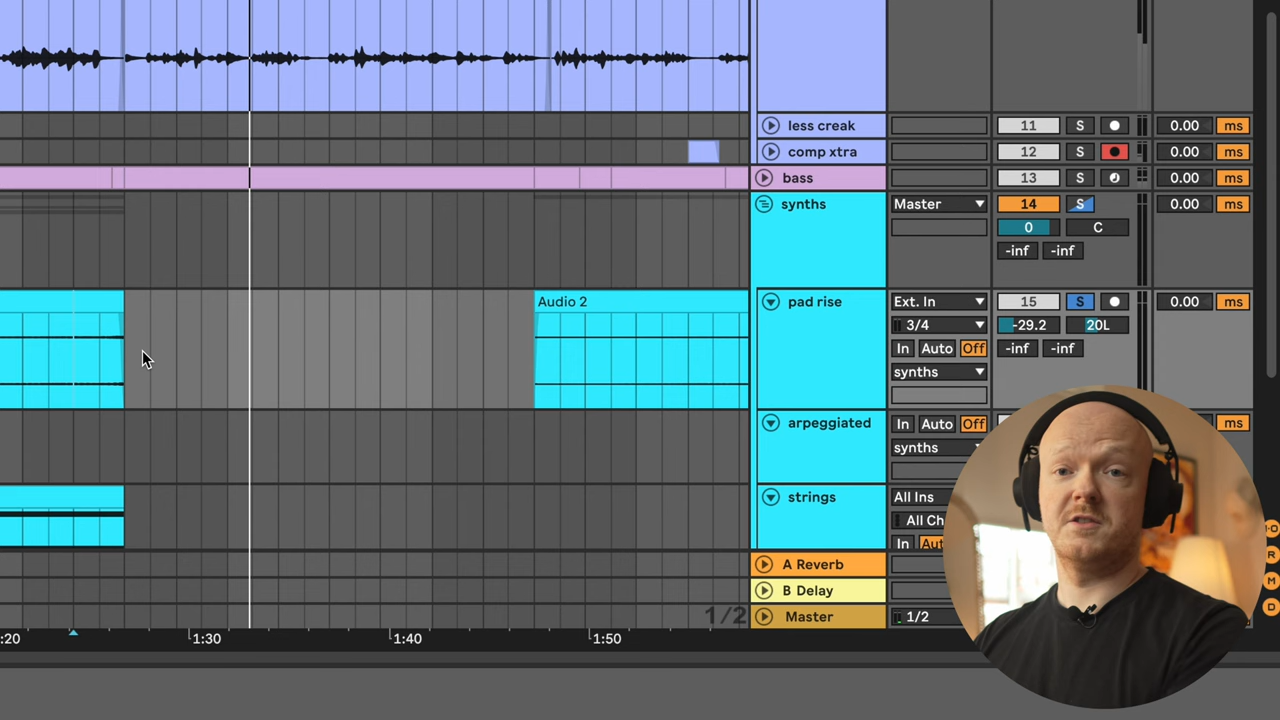 less creak 11 S 0.00 ms
comp xtra 12 S 0.00 ms
bass 13 S 0.00 ms
synths Master 14 S 0.00 ms
0 C
-inf -inf
Audio 2 pad rise Ext. In 15 S 0.00 ms
3/4 -29.2 20L
In Auto Off -inf -inf
synths
arpeggiated In Auto Off ms
synths
strings All Ins
All Ch
In Aut
A Reverb
B Delay
1/2 Master 1/2
:20 1:30 1:40 1:50
R
M
D